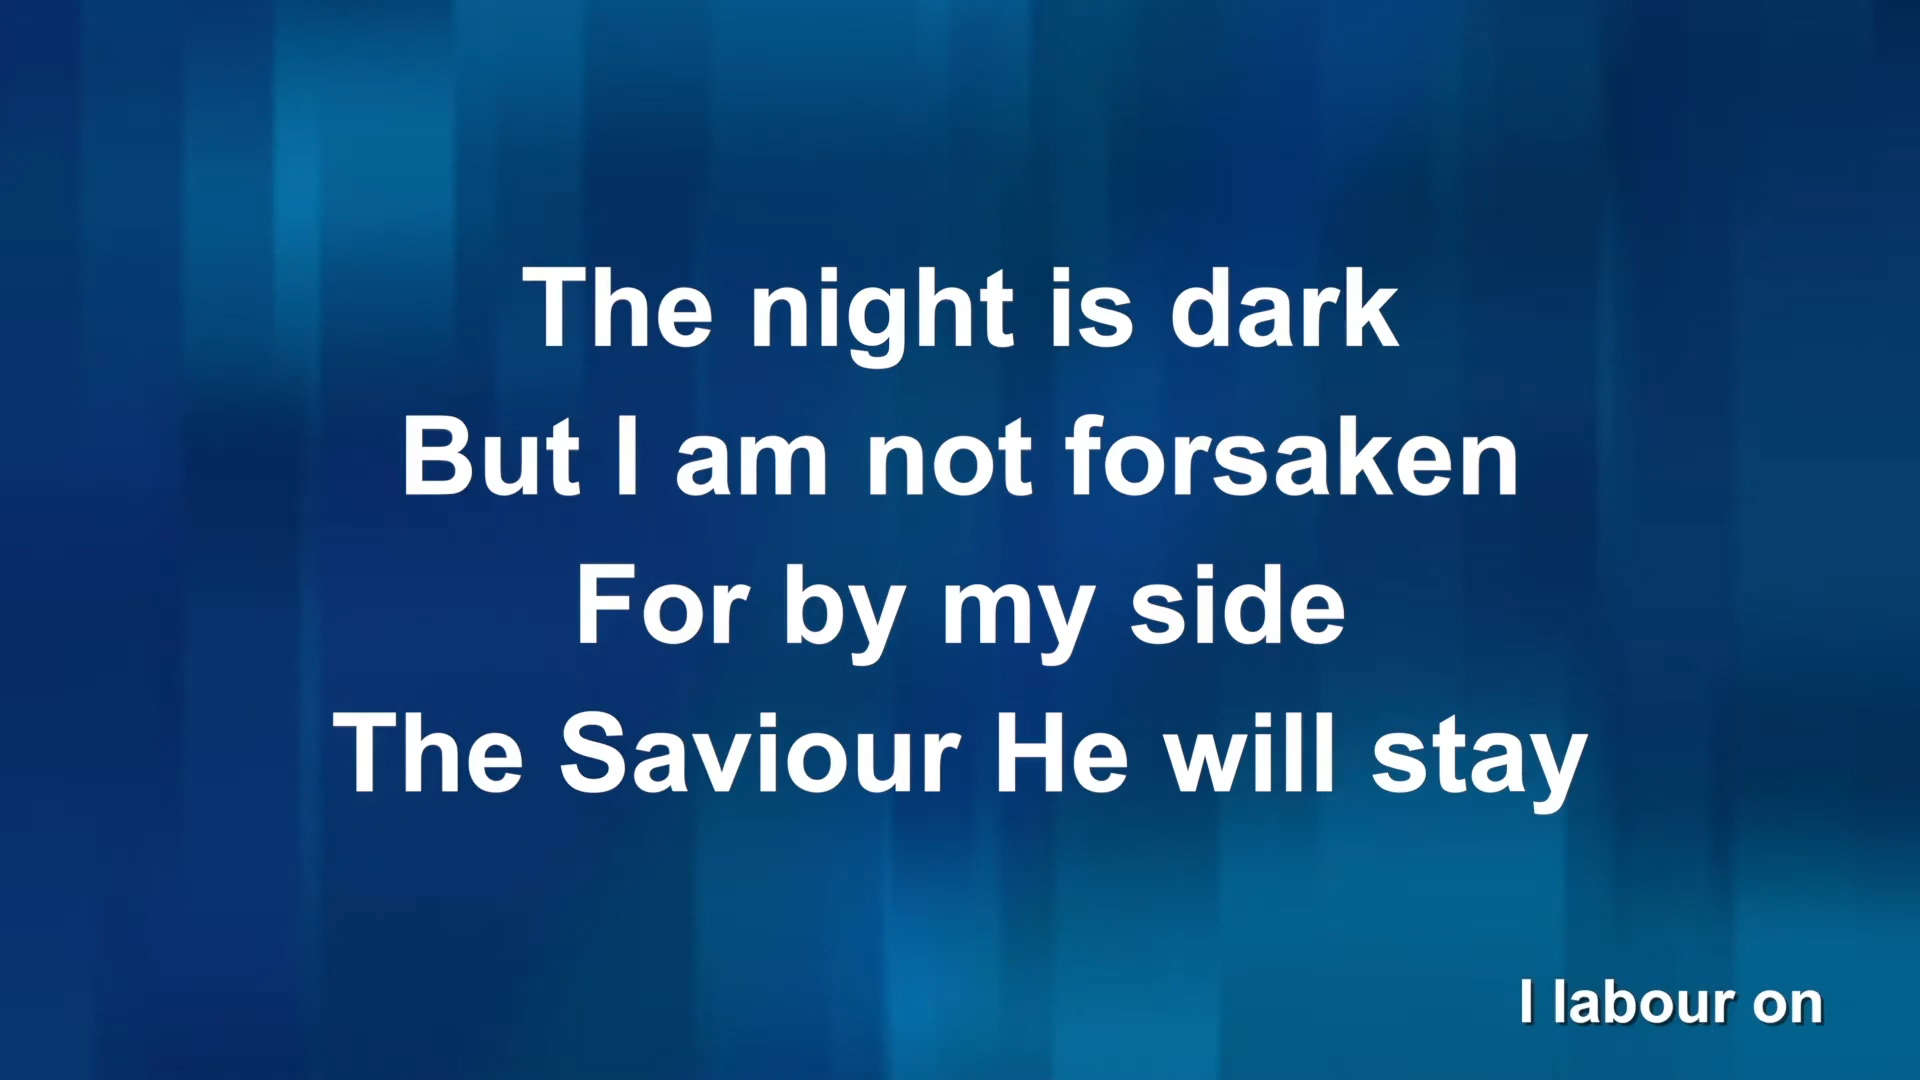 The night is dark
But I am not forsaken
For by my side
The Saviour He will stay
I labour on